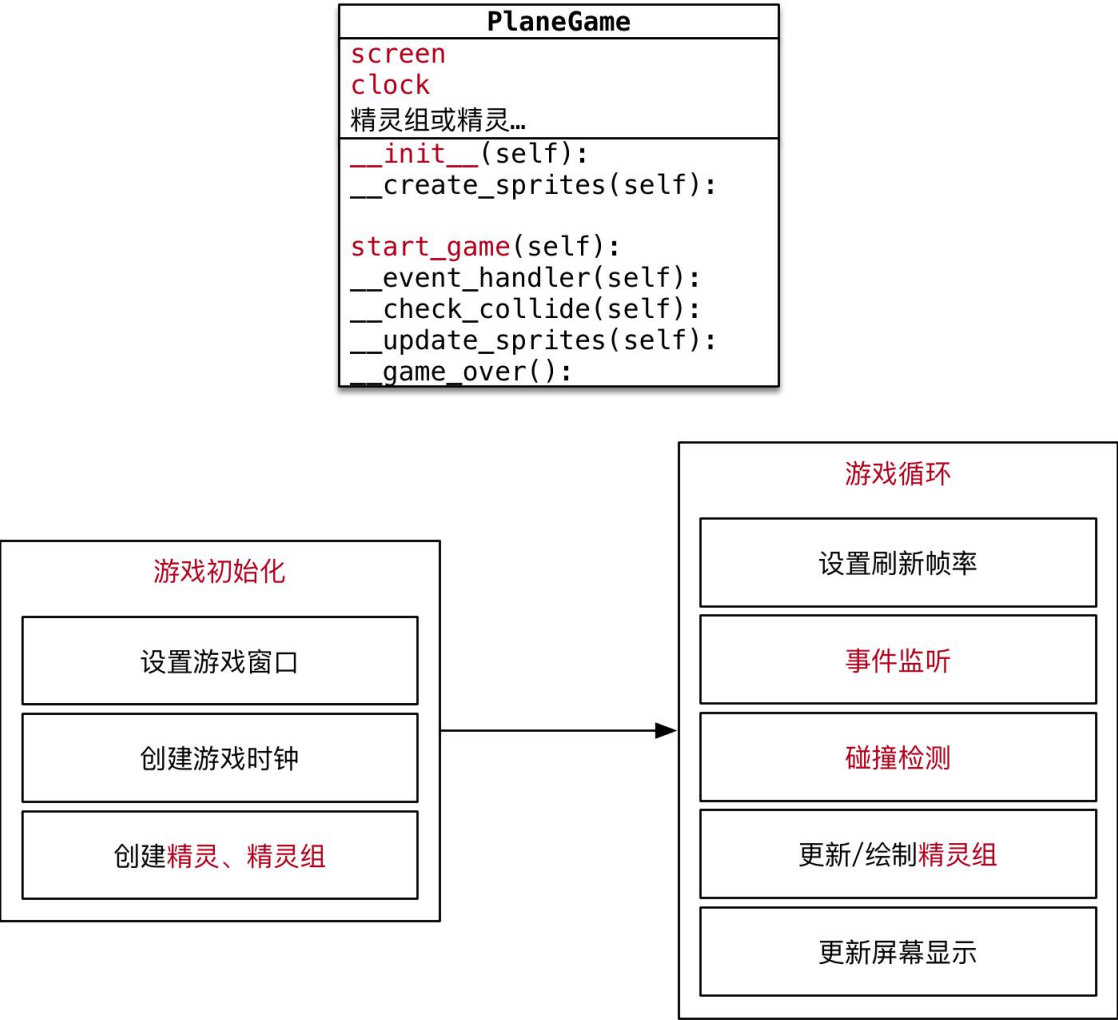 PlaneGame
screen
clock
精灵组或精灵…
__init__(self):
__create_sprites(self):
start_game(self):
__event_handler(self):
__check_collide(self):
__update_sprites(self):
__game_over():
游戏初始化
设置游戏窗口
创建游戏时钟
创建精灵、精灵组
游戏循环
设置刷新帧率
事件监听
碰撞检测
更新/绘制精灵组
更新屏幕显示